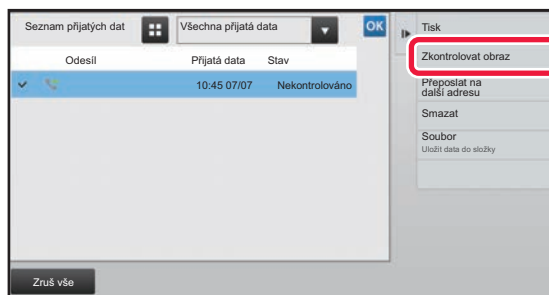 Seznam přijatých dat
Všechna přijatá data
OK
Odesíl
Přijatá data
Stav
10:45 07/07
Nekontrolováno
Tisk
Zkontrolovat obraz
Přeposlat na
další adresu
Smazat
Soubor
Uložit data do složky
Zruš vše